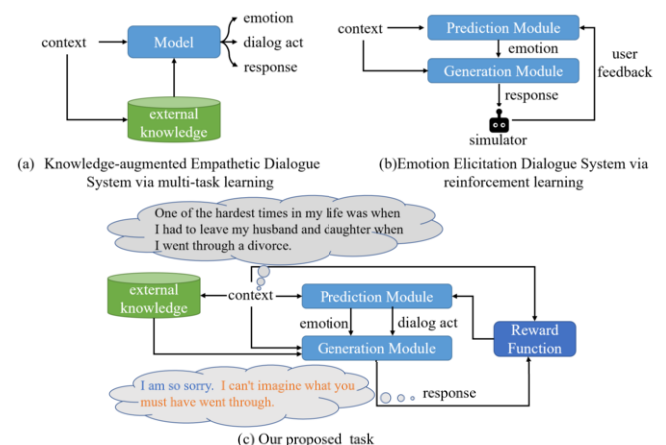 context
Model
emotion
dialog act
response
external
knowledge
(a) Knowledge-augmented Empathetic Dialogue
System via multi-task learning
context
Prediction Module
emotion
Generation Module
response
simulator
user
feedback
(b)Emotion Elicitation Dialogue System via
reinforcement learning
One of the hardest times in my life was when
I had to leave my husband and caughter when
I went through a divorce.
external
knowledge
context
Prediction Module
emotion
dialog act
Generation Module
Reward
Function
I am so sorry. I can't imagine what you
must have went through.
response
(c) Our proposed task